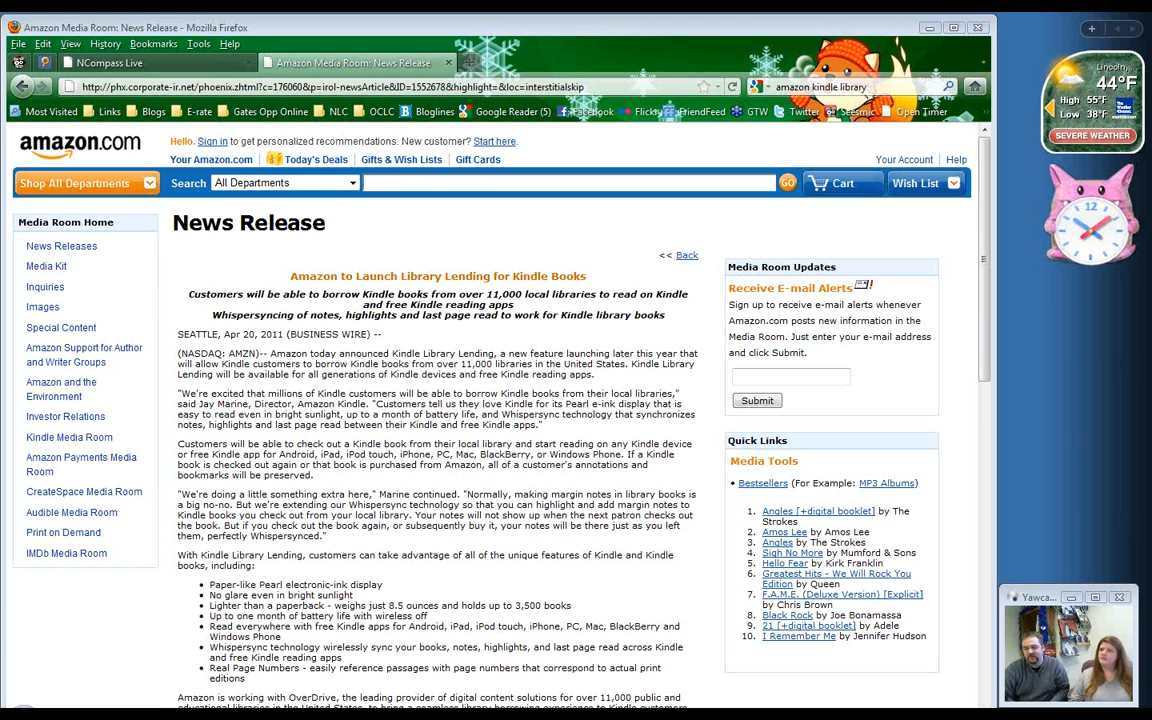 Amazon Media Room: News Release - Mozilla Firefox
File Edit View History Bookmarks Tools Help
NCompass Live
Amazon Media Room: News Release
http://phx.corporate-ir.net/phoenix.zhtml?c=176060&p=irol-newsArticle&ID=1552678&highlight=&loc=interstitialskip
amazon kindle library
Most Visited Links Blogs E-rate Gates Opp Online NLC OCLC Bloglines Google Reader (5) Facebook Flickr FriendFeed GTW Twitter Seesmic Open Timer
amazon.com
Hello. Sign in to get personalized recommendations. New customer? Start here.
Your Amazon.com Today's Deals Gifts & Wish Lists Gift Cards
Your Account | Help
Shop All Departments
Search All Departments
GO
Cart
Wish List
Media Room Home
News Releases
Media Kit
Inquiries
Images
Special Content
Amazon Support for Author
and Writer Groups
Amazon and the
Environment
Investor Relations
Kindle Media Room
Amazon Payments Media
Room
CreateSpace Media Room
Audible Media Room
Print on Demand
IMDb Media Room
News Release
<< Back
Amazon to Launch Library Lending for Kindle Books
Customers will be able to borrow Kindle books from over 11,000 local libraries to read on Kindle
and free Kindle reading apps
Whispersyncing of notes, highlights and last page read to work for Kindle library books
SEATTLE, Apr 20, 2011 (BUSINESS WIRE) --
(NASDAQ: AMZN)-- Amazon today announced Kindle Library Lending, a new feature launching later this year that
will allow Kindle customers to borrow Kindle books from over 11,000 libraries in the United States. Kindle Library
Lending will be available for all generations of Kindle devices and free Kindle reading apps.
"We're excited that millions of Kindle customers will be able to borrow Kindle books from their local libraries,"
said Jay Marine, Director, Amazon Kindle. "Customers tell us they love Kindle for its Pearl e-ink display that is
easy to read even in bright sunlight, up to a month of battery life, and Whispersync technology that synchronizes
notes, highlights and last page read between their Kindle and free Kindle apps."
Customers will be able to check out a Kindle book from their local library and start reading on any Kindle device
or free Kindle app for Android, iPad, iPod touch, iPhone, PC, Mac, BlackBerry, or Windows Phone. If a Kindle
book is checked out again or that book is purchased from Amazon, all of a customer's annotations and
bookmarks will be preserved.
"We're doing a little something extra here," Marine continued. "Normally, making margin notes in library books is
a big no-no. But we're extending our Whispersync technology so that you can highlight and add margin notes to
Kindle books you check out from your local library. Your notes will not show up when the next patron checks out
the book. But if you check out the book again, or subsequently buy it, your notes will be there just as you left
them, perfectly Whispersynced."
With Kindle Library Lending, customers can take advantage of all of the unique features of Kindle and Kindle
books, including:
• Paper-like Pearl electronic-ink display
• No glare even in bright sunlight
• Lighter than a paperback - weighs just 8.5 ounces and holds up to 3,500 books
• Up to one month of battery life with wireless off
• Read everywhere with free Kindle apps for Android, iPad, iPod touch, iPhone, PC, Mac, BlackBerry and
Windows Phone
• Whispersync technology wirelessly sync your books, notes, highlights, and last page read across Kindle
and free Kindle reading apps
• Real Page Numbers - easily reference passages with page numbers that correspond to actual print
editions
Amazon is working with OverDrive, the leading provider of digital content solutions for over 11,000 public and
educational libraries in the United States, to bring a seamless library borrowing experience to Kindle customers.
Media Room Updates
Receive E-mail Alerts
Sign up to receive e-mail alerts whenever
Amazon.com posts new information in the
Media Room. Just enter your e-mail address
and click Submit.
Submit
Quick Links
Media Tools
• Bestsellers (For Example: MP3 Albums)
1. Angles [+digital booklet] by The
Strokes
2. Amos Lee by Amos Lee
3. Angles by The Strokes
4. Sigh No More by Mumford & Sons
5. Hello Fear by Kirk Franklin
6. Greatest Hits - We Will Rock You
Edition by Queen
7. F.A.M.E. (Deluxe Version) [Explicit]
by Chris Brown
8. Black Rock by Joe Bonamassa
9. 21 [+digital booklet] by Adele
10. I Remember Me by Jennifer Hudson
Lincoln,
44°F
High 55°F
Low 38°F
The Weather Channel
SEVERE WEATHER
12
Yawca...